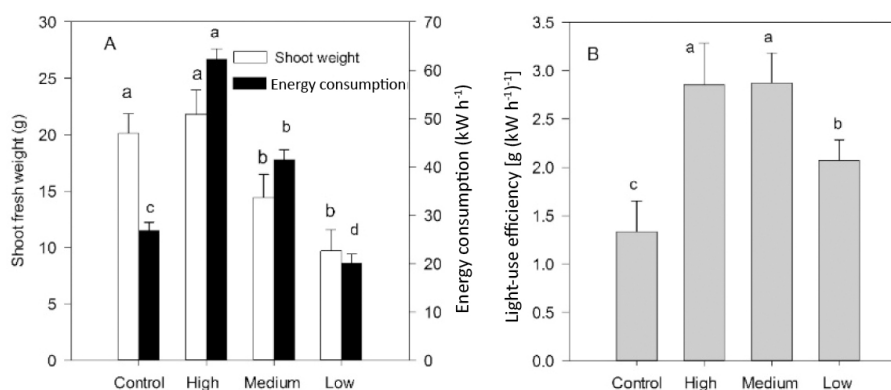 A
Shoot weight
Energy consumption
Shoot fresh weight (g)
30
25
20
15
10
5
0
a
c
a
a
b
b
b
d
Control High Medium Low
70
60
50
40
30
20
10
0
Energy consumption (kW h⁻¹)
B
Light-use efficiency [g (kW h⁻¹)⁻¹]
3.5
3.0
2.5
2.0
1.5
1.0
0.5
0.0
c
a
a
b
Control High Medium Low